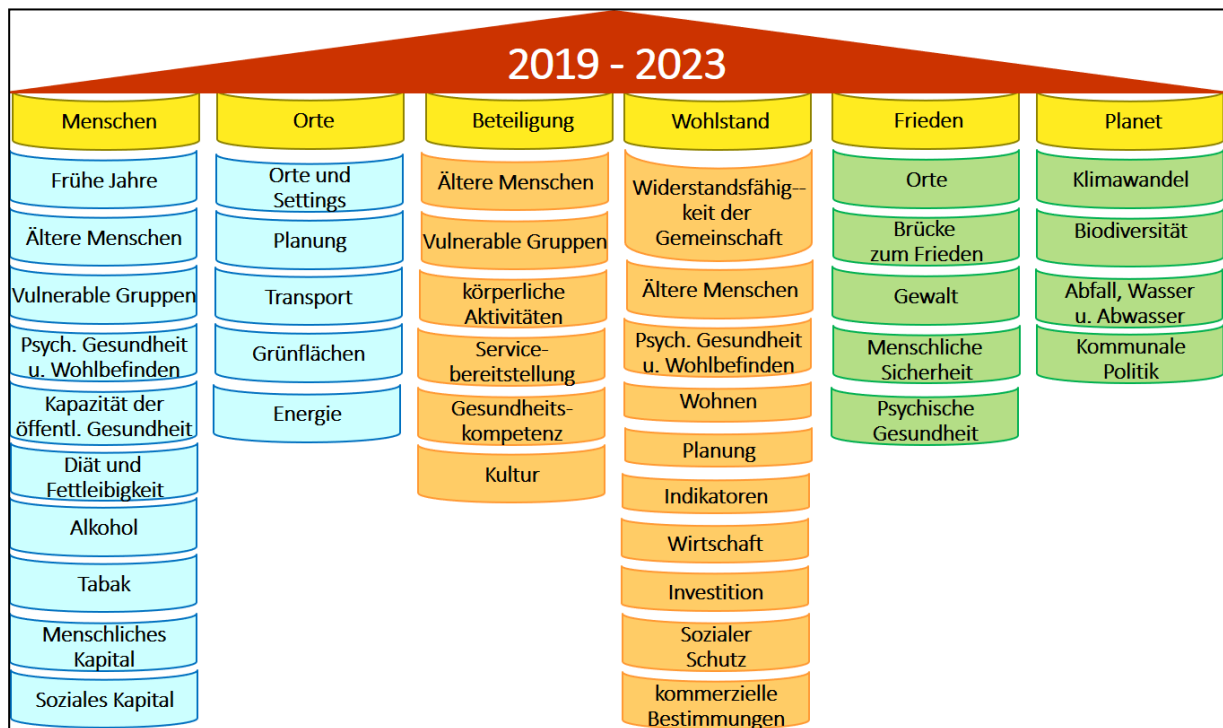 2019 - 2023
Menschen
Frühe Jahre
Ältere Menschen
Vulnerable Gruppen
Psych. Gesundheit
u. Wohlbefinden
Kapazität der
öffentl. Gesundheit
Diät und
Fettleibigkeit
Alkohol
Tabak
Menschliches
Kapital
Soziales Kapital
Orte
Orte und
Settings
Planung
Transport
Grünflächen
Energie
Beteiligung
Ältere Menschen
Vulnerable Gruppen
körperliche
Aktivitäten
Service-
bereitstellung
Gesundheits-
kompetenz
Kultur
Wohlstand
Widerstandsfähig--
keit der
Gemeinschaft
Ältere Menschen
Psych. Gesundheit
u. Wohlbefinden
Wohnen
Planung
Indikatoren
Wirtschaft
Investition
Sozialer
Schutz
kommerzielle
Bestimmungen
Frieden
Orte
Brücke
zum Frieden
Gewalt
Menschliche
Sicherheit
Psychische
Gesundheit
Planet
Klimawandel
Biodiversität
Abfall, Wasser
u. Abwasser
Kommunale
Politik